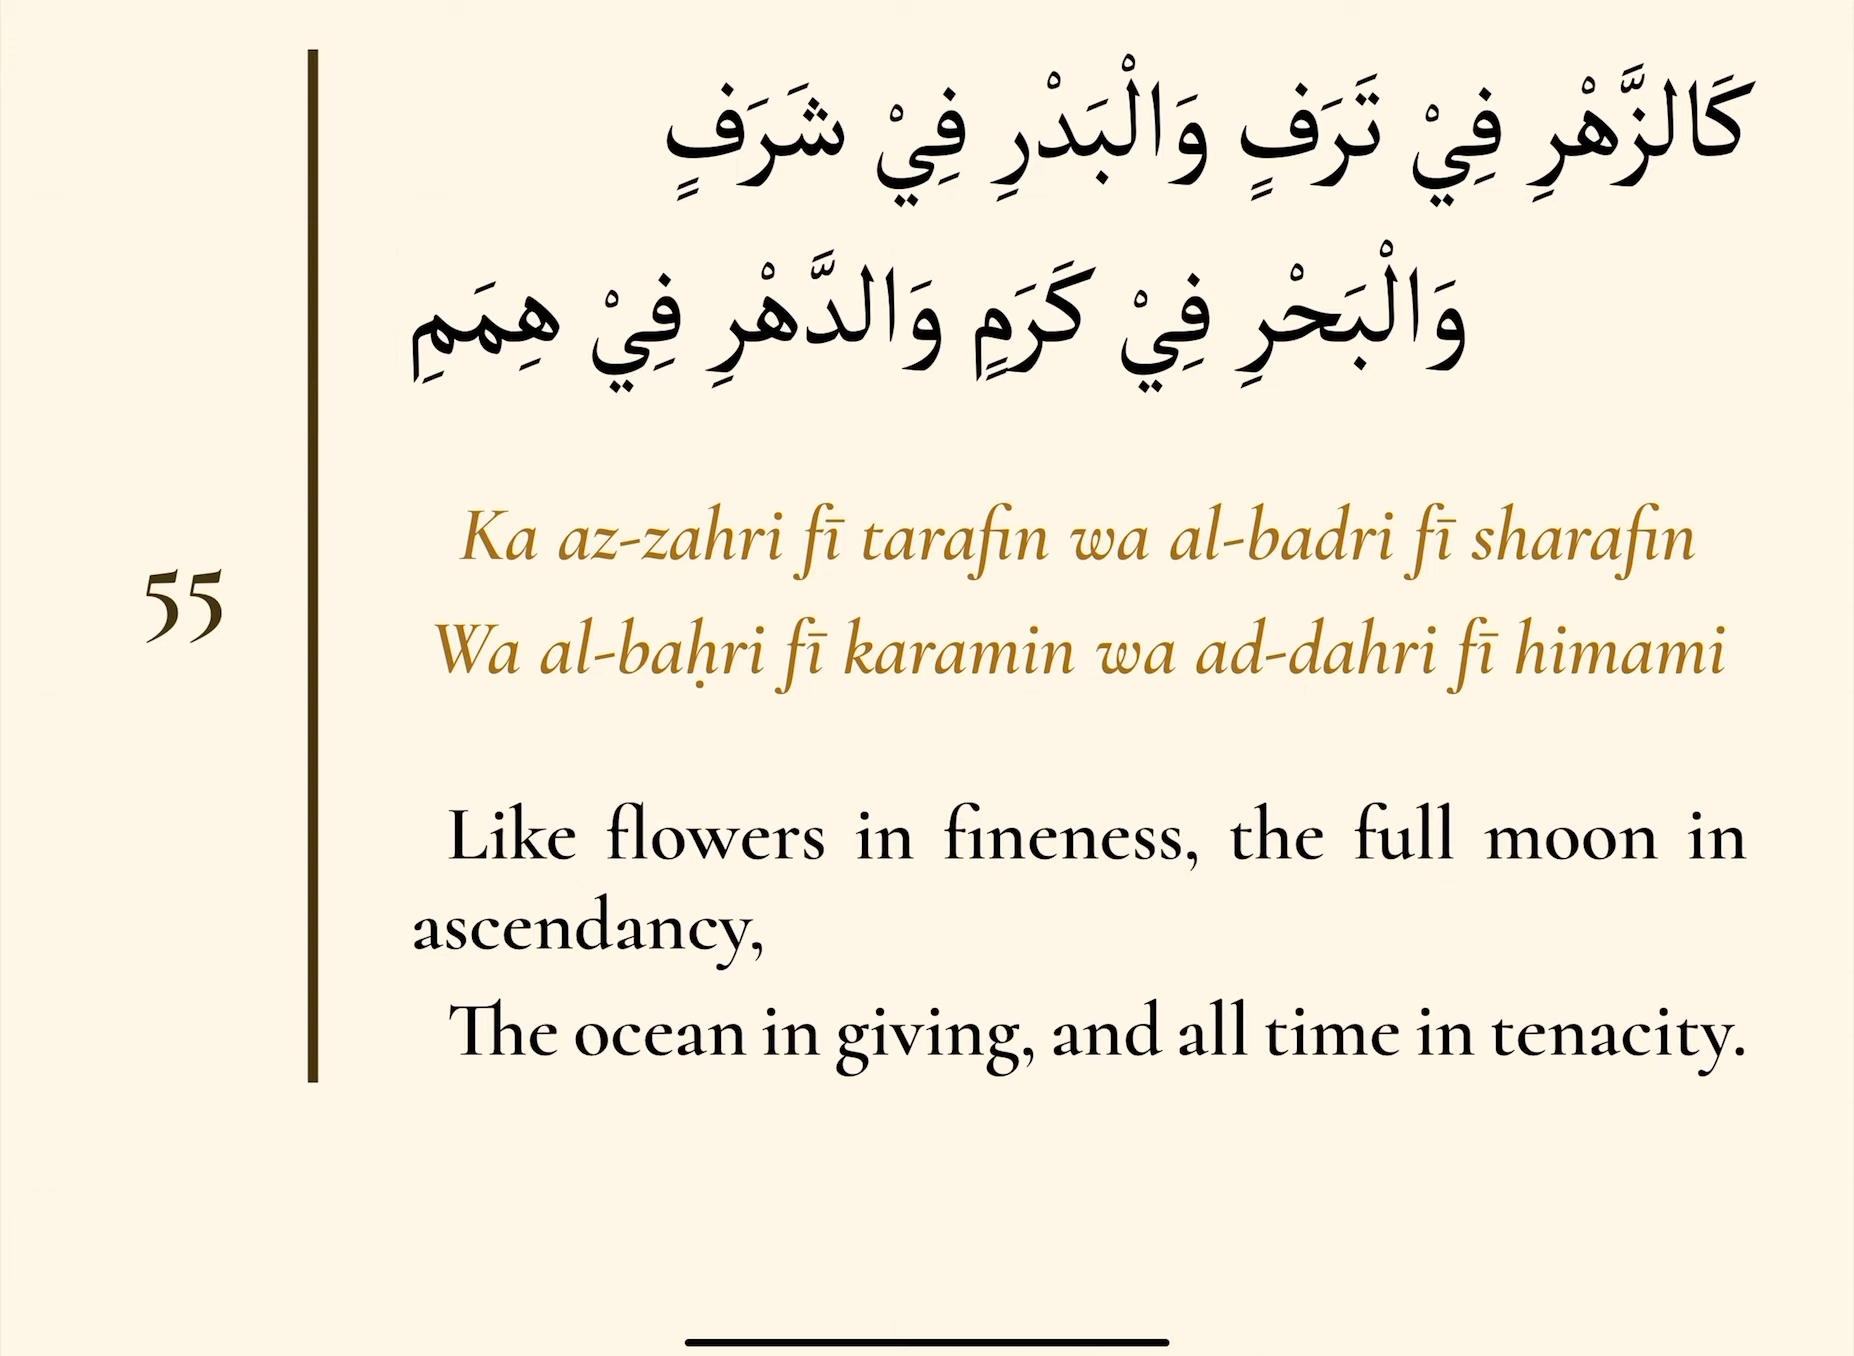 كَالزَّهْرِ فِيْ تَرَفٍ وَالْبَدْرِ فِيْ شَرَفٍ
وَالْبَحْرِ فِيْ كَرَمٍ وَالدَّهْرِ فِيْ هِمَمِ
Ka az-zahri fī tarafin wa al-badri fī sharafin
55
Wa al-baḥri fī karamin wa ad-dahri fī himami
Like flowers in fineness, the full moon in
ascendancy,
The ocean in giving, and all time in tenacity.